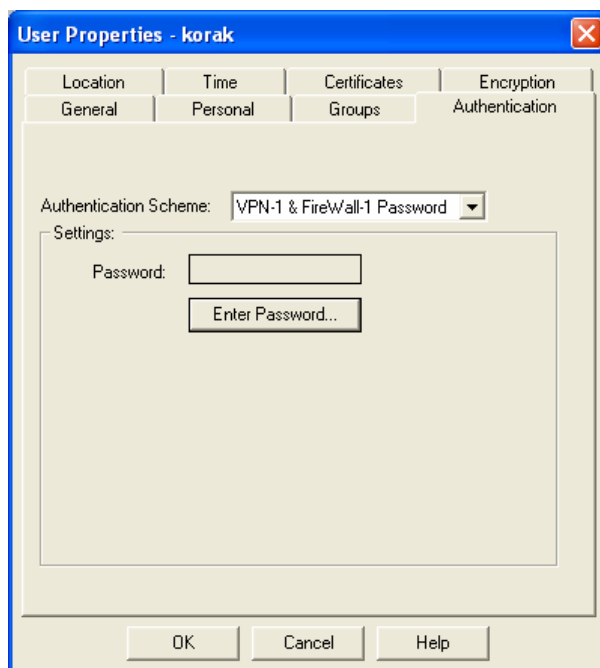 User Properties - korak
Location Time Certificates Encryption
General Personal Groups Authentication
Authentication Scheme: VPN-1 & FireWall-1 Password
Settings:
Password:
Enter Password...
OK Cancel Help